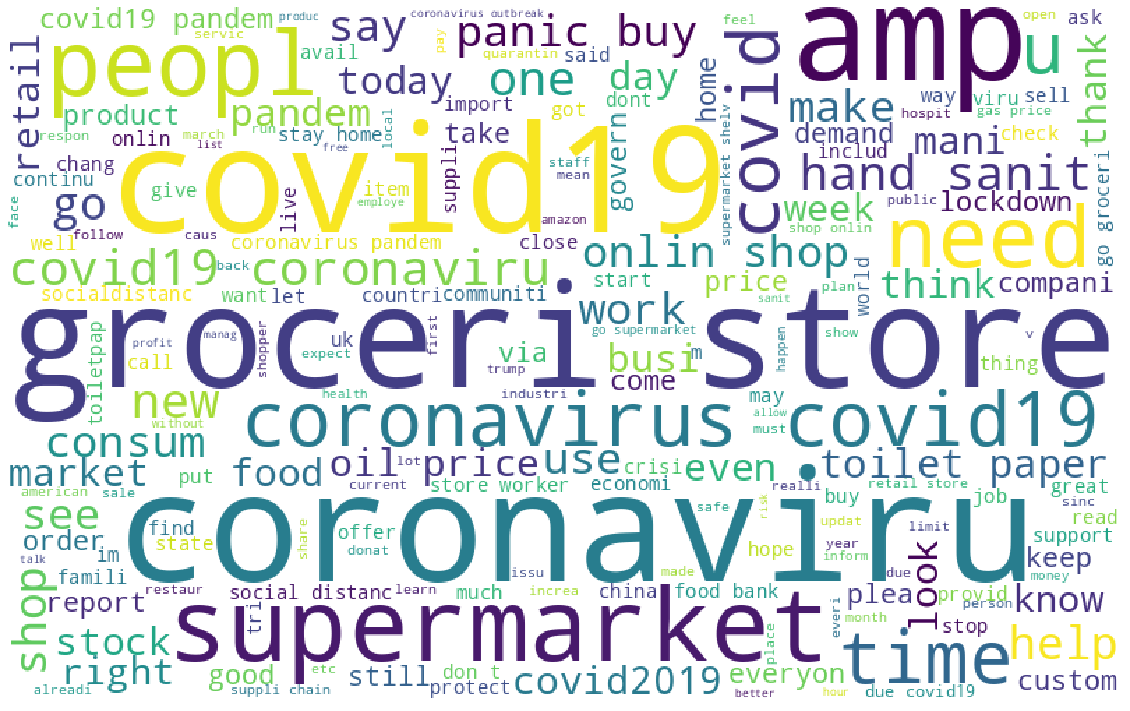 covid19 pandem
servic
produc
coronavirus outbreak
feel
open
ask
say
panic buy
amp
u
peopl
avail
pay
quarantin
said
covid
thank
retail
today
one
day
home
make
way
viru
sell
product
pandem
import
got
dont
hospit
gas price
respon
march
run
stay home
local
take
govern
supermarket shelv
demand
mani
check
onlin
list
free
covid19
staff
mean
includ
chang
suppli
hand sanit
continu
give
live
item
employe
go
week
public
lockdown
face
follow
caus
amazon
shop onlin
need
go groceri
well
coronavirus pandem
close
onlin shop
covid19
back
coronaviru
start
price
sanit
plan
world
think
compani
socialdistanc
want
let
countri
communiti
work
groceri store
manag
first
go supermarket
happen
show
v
profit
shopper
uk
expect
via
busi
m
thing
toiletpap
call
trump
come
health
industri
new
without
coronavirus
may
allow
must
covid19
consum
market
put
food
oil
lot
price
use
crisi
even
realli
toilet paper
current
store worker
economi
retail store
american
sale
buy
job
great
sinc
see
coronaviru
safe
risk
read
order
find
state
share
offer
donat
updat
limit
support
im
hope
year
inform
due
keep
talk
famili
issu
made
look
money
shop
report
restaur
social distanc
learn
much
increa
china
food bank
everi
plea
provid
person
know
tri
supermarket
month
stop
stock
time
help
right
good
etc
still
don t
protect
covid2019
everyon
place
hour
due covid19
custom
alreadi
suppli chain
better